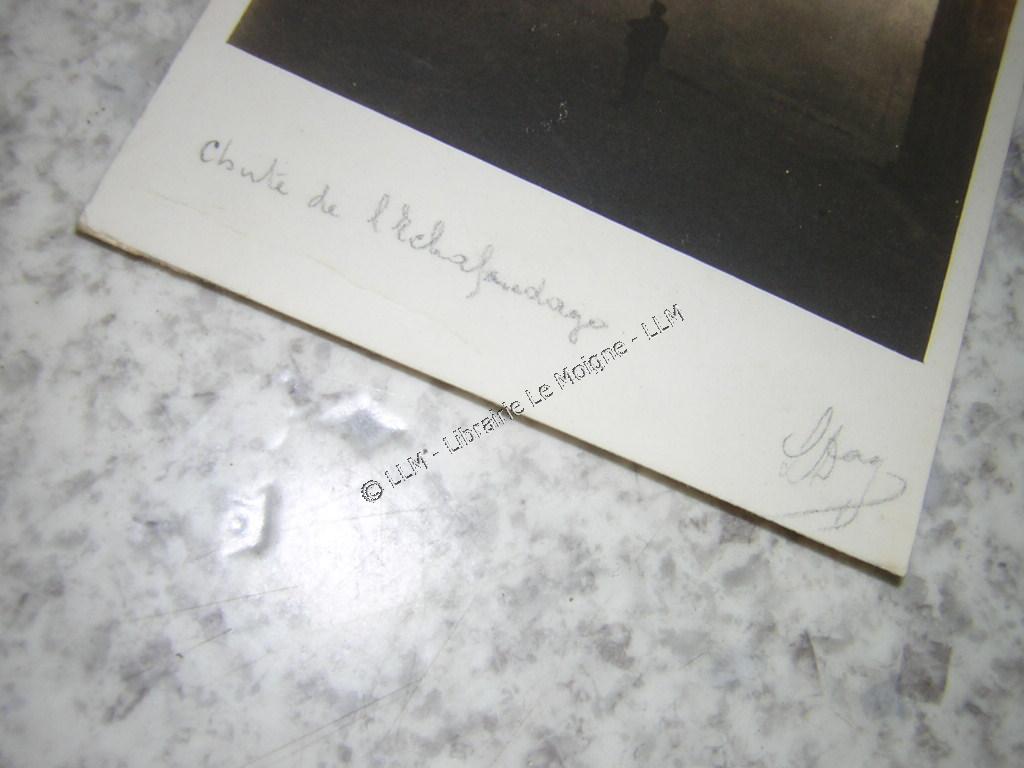 Chute de l'Echafaudage
© LLM - Librairie Le Moigne - LLM